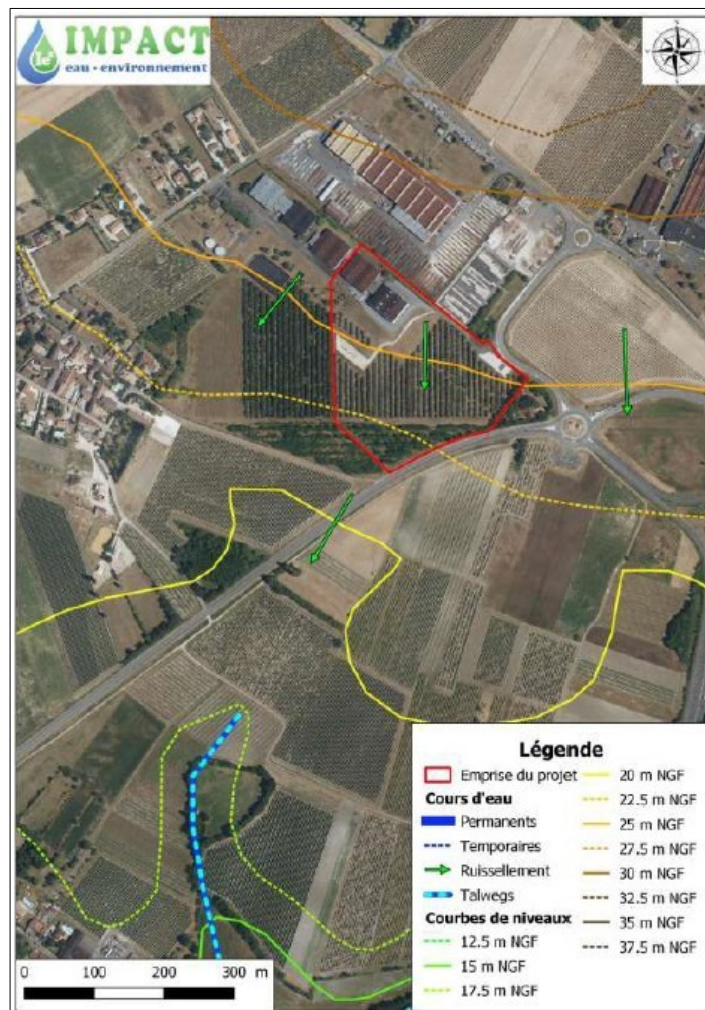 IMPACT
eau - environnement
Légende
Emprise du projet
Cours d'eau
Permanents
Temporaires
Ruissellement
Talwegs
Courbes de niveaux
12.5 m NGF
15 m NGF
17.5 m NGF
20 m NGF
22.5 m NGF
25 m NGF
27.5 m NGF
30 m NGF
32.5 m NGF
35 m NGF
37.5 m NGF
0 100 200 300 m